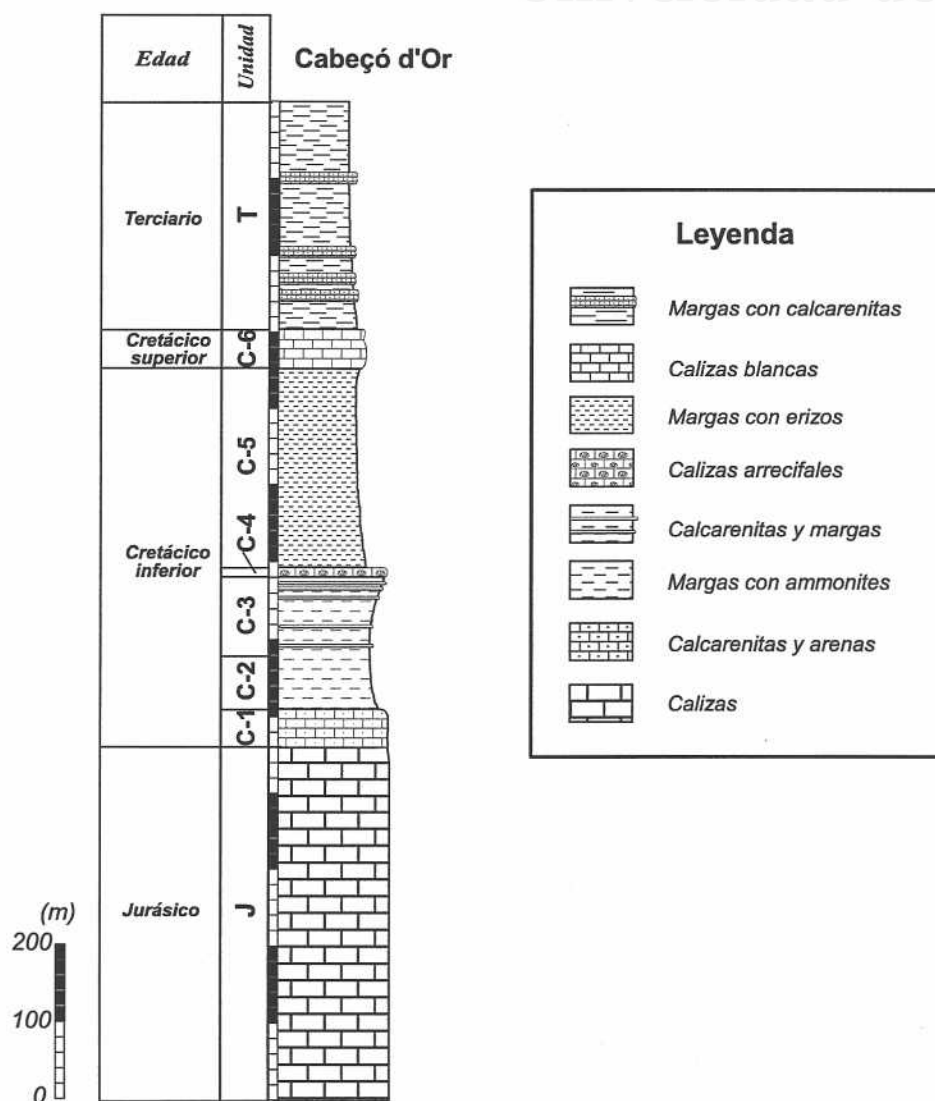 Edad
Unidad
Cabeçó d'Or
Terciario
T
Cretácico
superior
C-6
Cretácico
inferior
C-5
C-4
C-3
C-2
C-1
Jurásico
J
(m)
200
100
0
Leyenda
Margas con calcarenitas
Calizas blancas
Margas con erizos
Calizas arrecifales
Calcarenitas y margas
Margas con ammonites
Calcarenitas y arenas
Calizas